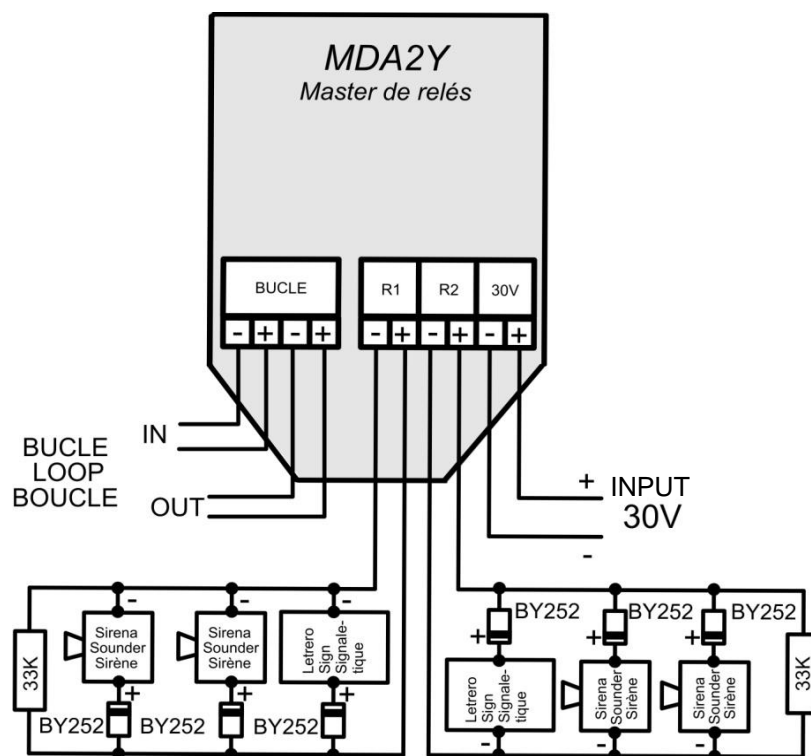 MDA2Y
Master de relés
BUCLE R1 R2 30V
- + - + - + - + - +
IN
BUCLE
LOOP
BOUCLE
OUT
+
INPUT
30V
-
- - -
Sirena
Sounder
Sirène
Sirena
Sounder
Sirène
Letrero
Sign
Signale-
tique
33K
+ + +
BY252 BY252 BY252
BY252 BY252 BY252
+ + +
Letrero
Sign
Signale-
tique
Sirena
Sounder
Sirène
Sirena
Sounder
Sirène
33K
- - -